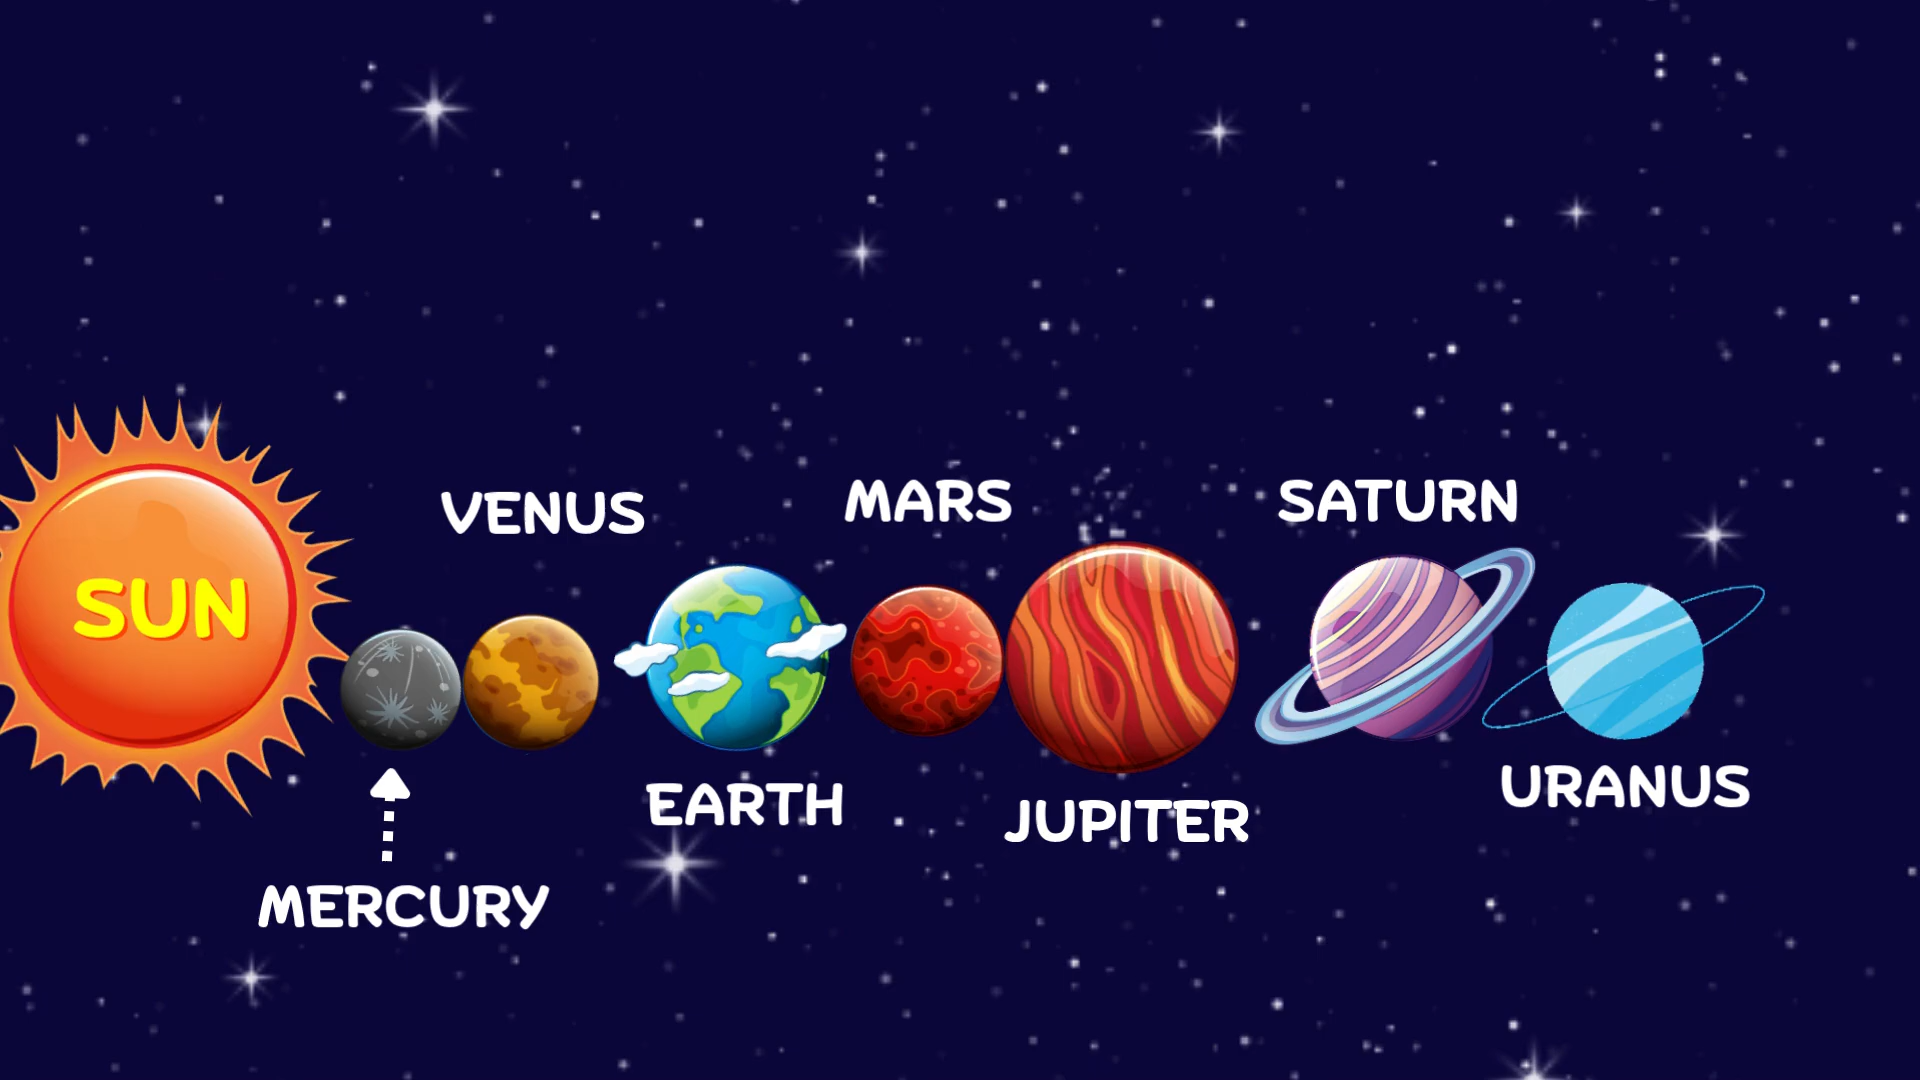 SUN
MERCURY
VENUS
EARTH
MARS
JUPITER
SATURN
URANUS